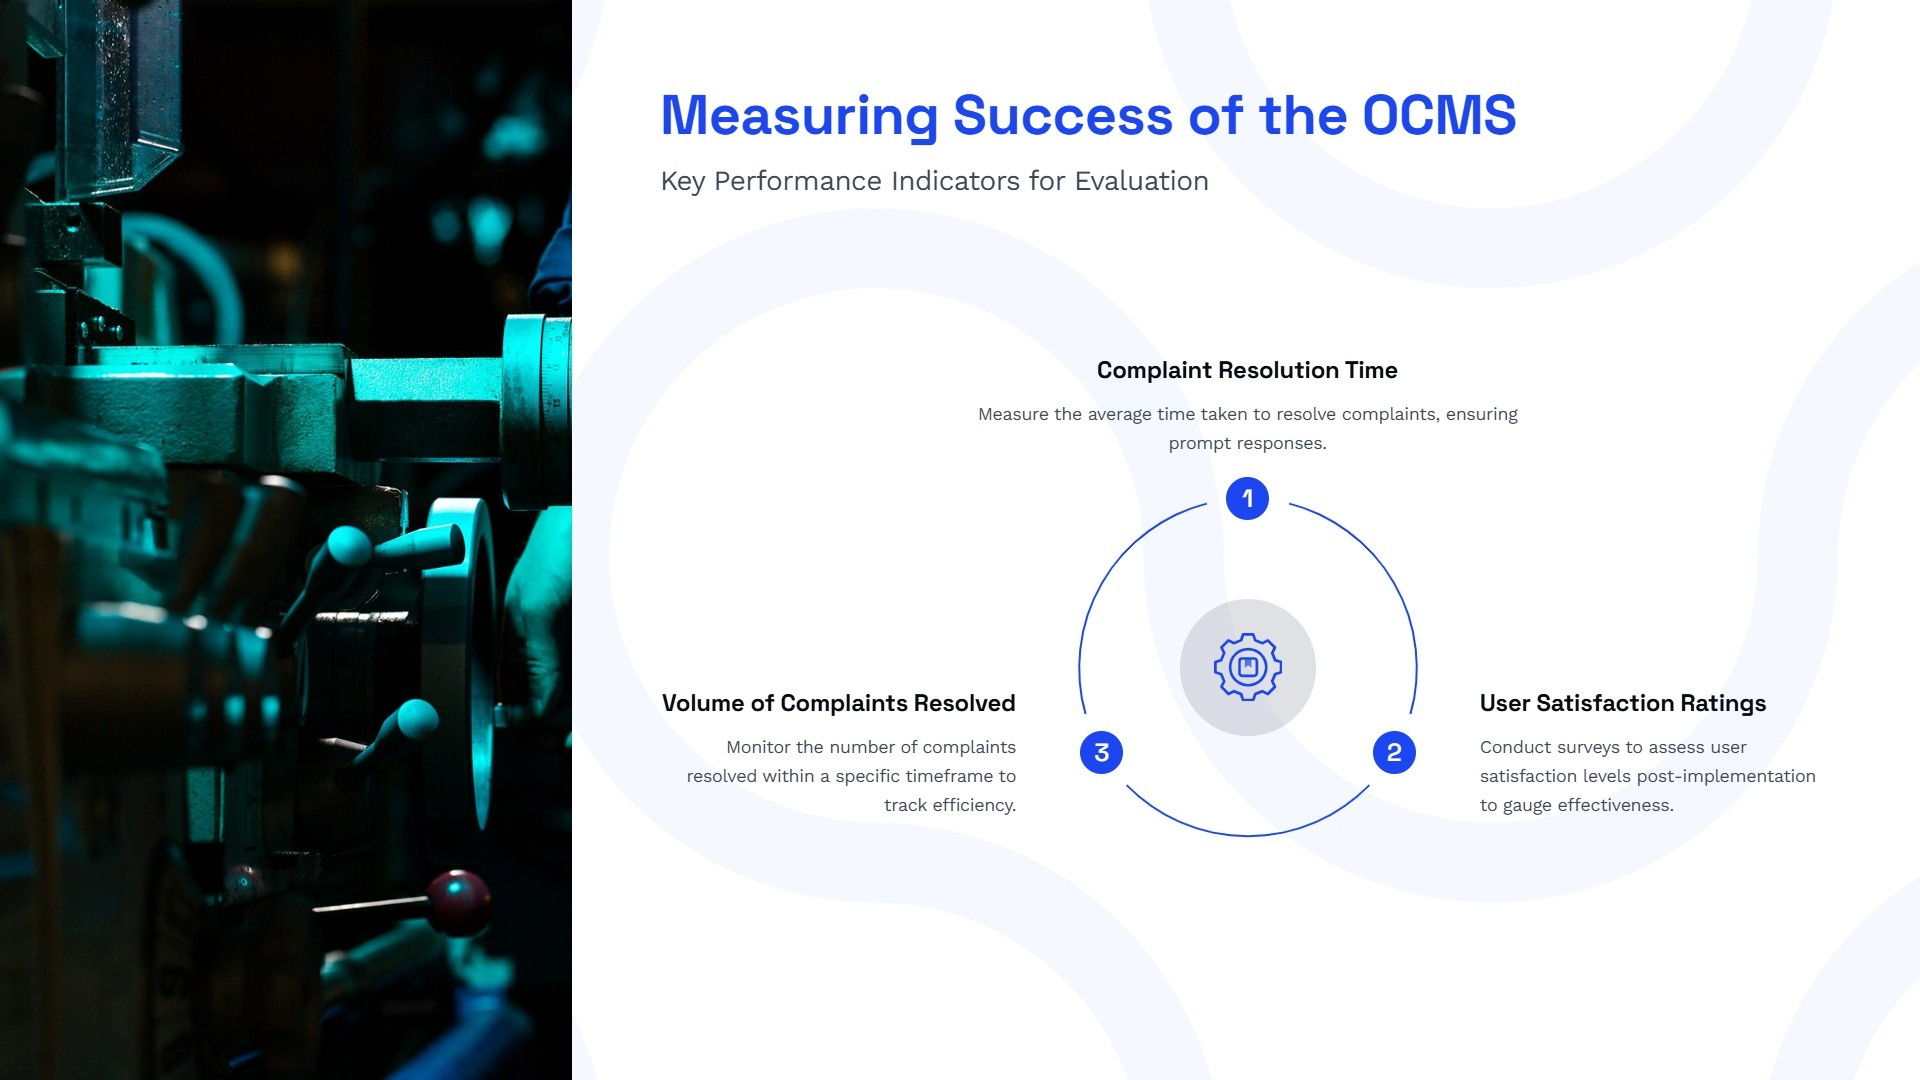 Measuring Success of the OCMS
Key Performance Indicators for Evaluation
Complaint Resolution Time
Measure the average time taken to resolve complaints, ensuring
prompt responses.
1
User Satisfaction Ratings
Conduct surveys to assess user
satisfaction levels post-implementation
to gauge effectiveness.
2
Volume of Complaints Resolved
Monitor the number of complaints
resolved within a specific timeframe to
track efficiency.
3